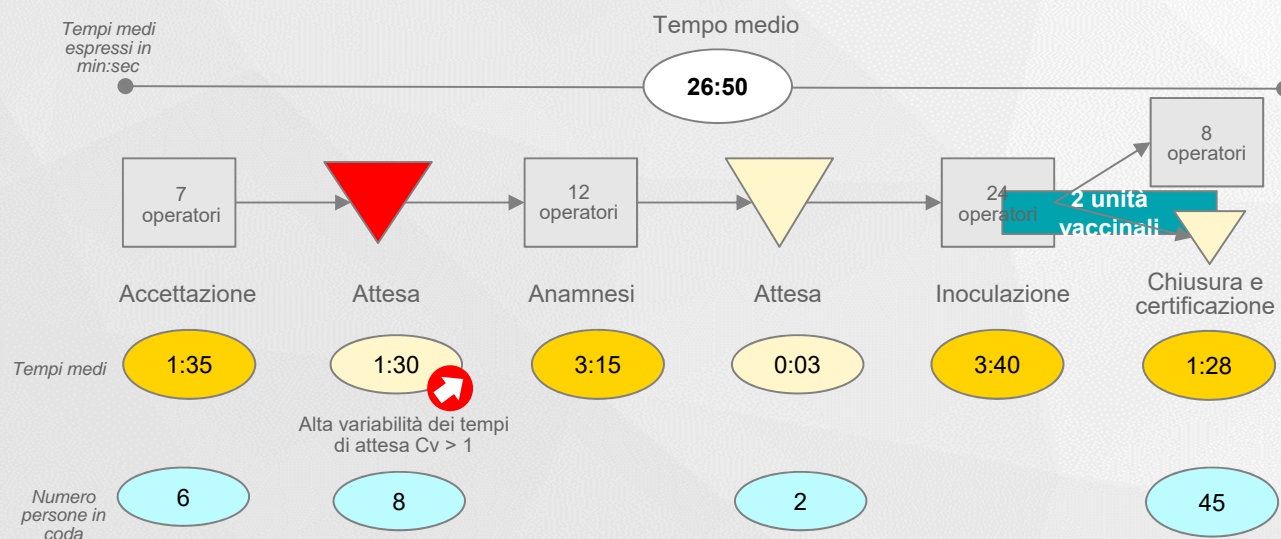 Tempi medi
espressi in
min:sec
Tempo medio
26:50
7
operatori
12
operatori
24
operatori
2 unità
vaccinali
8
operatori
Accettazione
Attesa
Anamnesi
Attesa
Inoculazione
Chiusura e
certificazione
Tempi medi
1:35
1:30
3:15
0:03
3:40
1:28
Alta variabilità dei tempi
di attesa Cv > 1
Numero
persone in
coda
6
8
2
45